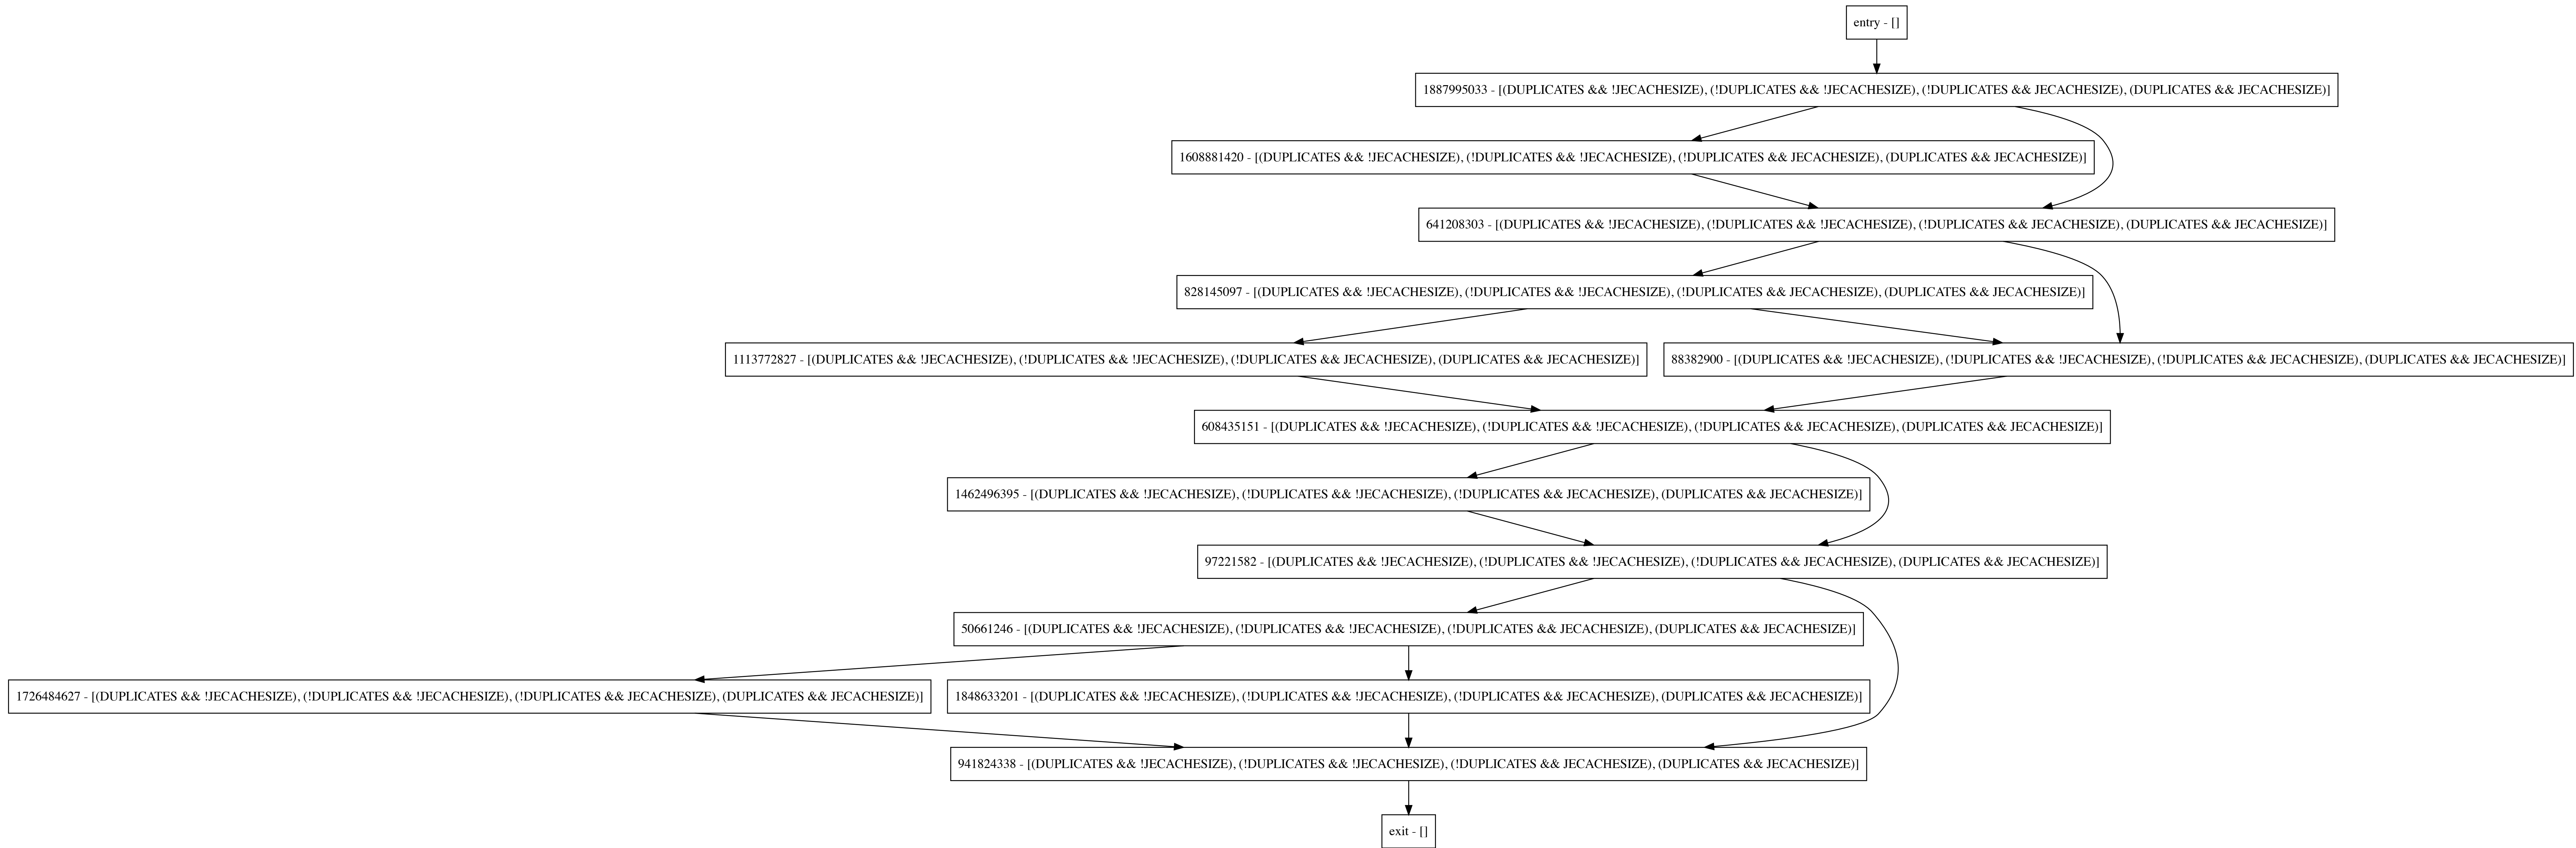 entry - []
1887995033 - [(DUPLICATES && !JECACHESIZE), (!DUPLICATES && !JECACHESIZE), (!DUPLICATES && JECACHESIZE), (DUPLICATES && JECACHESIZE)]
1608881420 - [(DUPLICATES && !JECACHESIZE), (!DUPLICATES && !JECACHESIZE), (!DUPLICATES && JECACHESIZE), (DUPLICATES && JECACHESIZE)]
641208303 - [(DUPLICATES && !JECACHESIZE), (!DUPLICATES && !JECACHESIZE), (!DUPLICATES && JECACHESIZE), (DUPLICATES && JECACHESIZE)]
828145097 - [(DUPLICATES && !JECACHESIZE), (!DUPLICATES && !JECACHESIZE), (!DUPLICATES && JECACHESIZE), (DUPLICATES && JECACHESIZE)]
1113772827 - [(DUPLICATES && !JECACHESIZE), (!DUPLICATES && !JECACHESIZE), (!DUPLICATES && JECACHESIZE), (DUPLICATES && JECACHESIZE)]
88382900 - [(DUPLICATES && !JECACHESIZE), (!DUPLICATES && !JECACHESIZE), (!DUPLICATES && JECACHESIZE), (DUPLICATES && JECACHESIZE)]
608435151 - [(DUPLICATES && !JECACHESIZE), (!DUPLICATES && !JECACHESIZE), (!DUPLICATES && JECACHESIZE), (DUPLICATES && JECACHESIZE)]
1462496395 - [(DUPLICATES && !JECACHESIZE), (!DUPLICATES && !JECACHESIZE), (!DUPLICATES && JECACHESIZE), (DUPLICATES && JECACHESIZE)]
97221582 - [(DUPLICATES && !JECACHESIZE), (!DUPLICATES && !JECACHESIZE), (!DUPLICATES && JECACHESIZE), (DUPLICATES && JECACHESIZE)]
50661246 - [(DUPLICATES && !JECACHESIZE), (!DUPLICATES && !JECACHESIZE), (!DUPLICATES && JECACHESIZE), (DUPLICATES && JECACHESIZE)]
1726484627 - [(DUPLICATES && !JECACHESIZE), (!DUPLICATES && !JECACHESIZE), (!DUPLICATES && JECACHESIZE), (DUPLICATES && JECACHESIZE)]
1848633201 - [(DUPLICATES && !JECACHESIZE), (!DUPLICATES && !JECACHESIZE), (!DUPLICATES && JECACHESIZE), (DUPLICATES && JECACHESIZE)]
941824338 - [(DUPLICATES && !JECACHESIZE), (!DUPLICATES && !JECACHESIZE), (!DUPLICATES && JECACHESIZE), (DUPLICATES && JECACHESIZE)]
exit - []